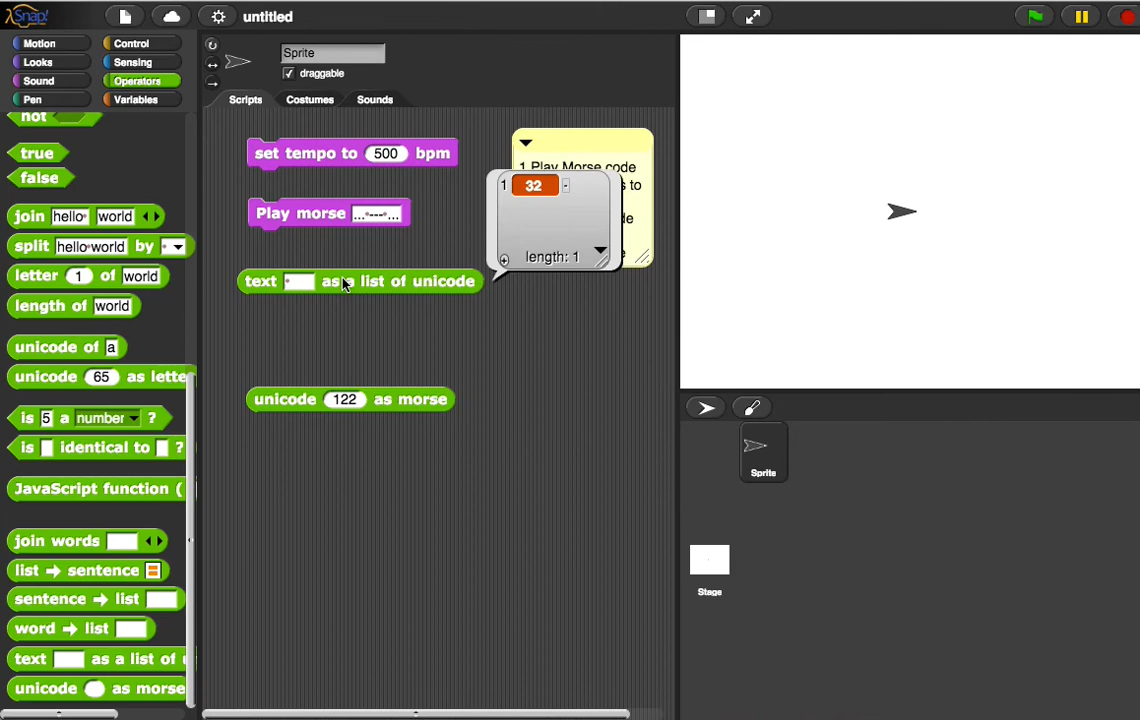 Snap!
untitled
Motion
Control
Looks
Sensing
Sound
Operators
Pen
Variables
not
true
false
join hello world
split hello world by
letter 1 of world
length of world
unicode of a
unicode 65 as lette
is 5 a number ?
is identical to ?
JavaScript function (
join words
list → sentence
sentence → list
word → list
text as a list of
unicode as morse
Sprite
draggable
Scripts
Costumes
Sounds
set tempo to 500 bpm
Play morse ... --- ...
text as a list of unicode
unicode 122 as morse
1 Play Morse code
s to
de
e
1 32 -
length: 1
Sprite
Stage